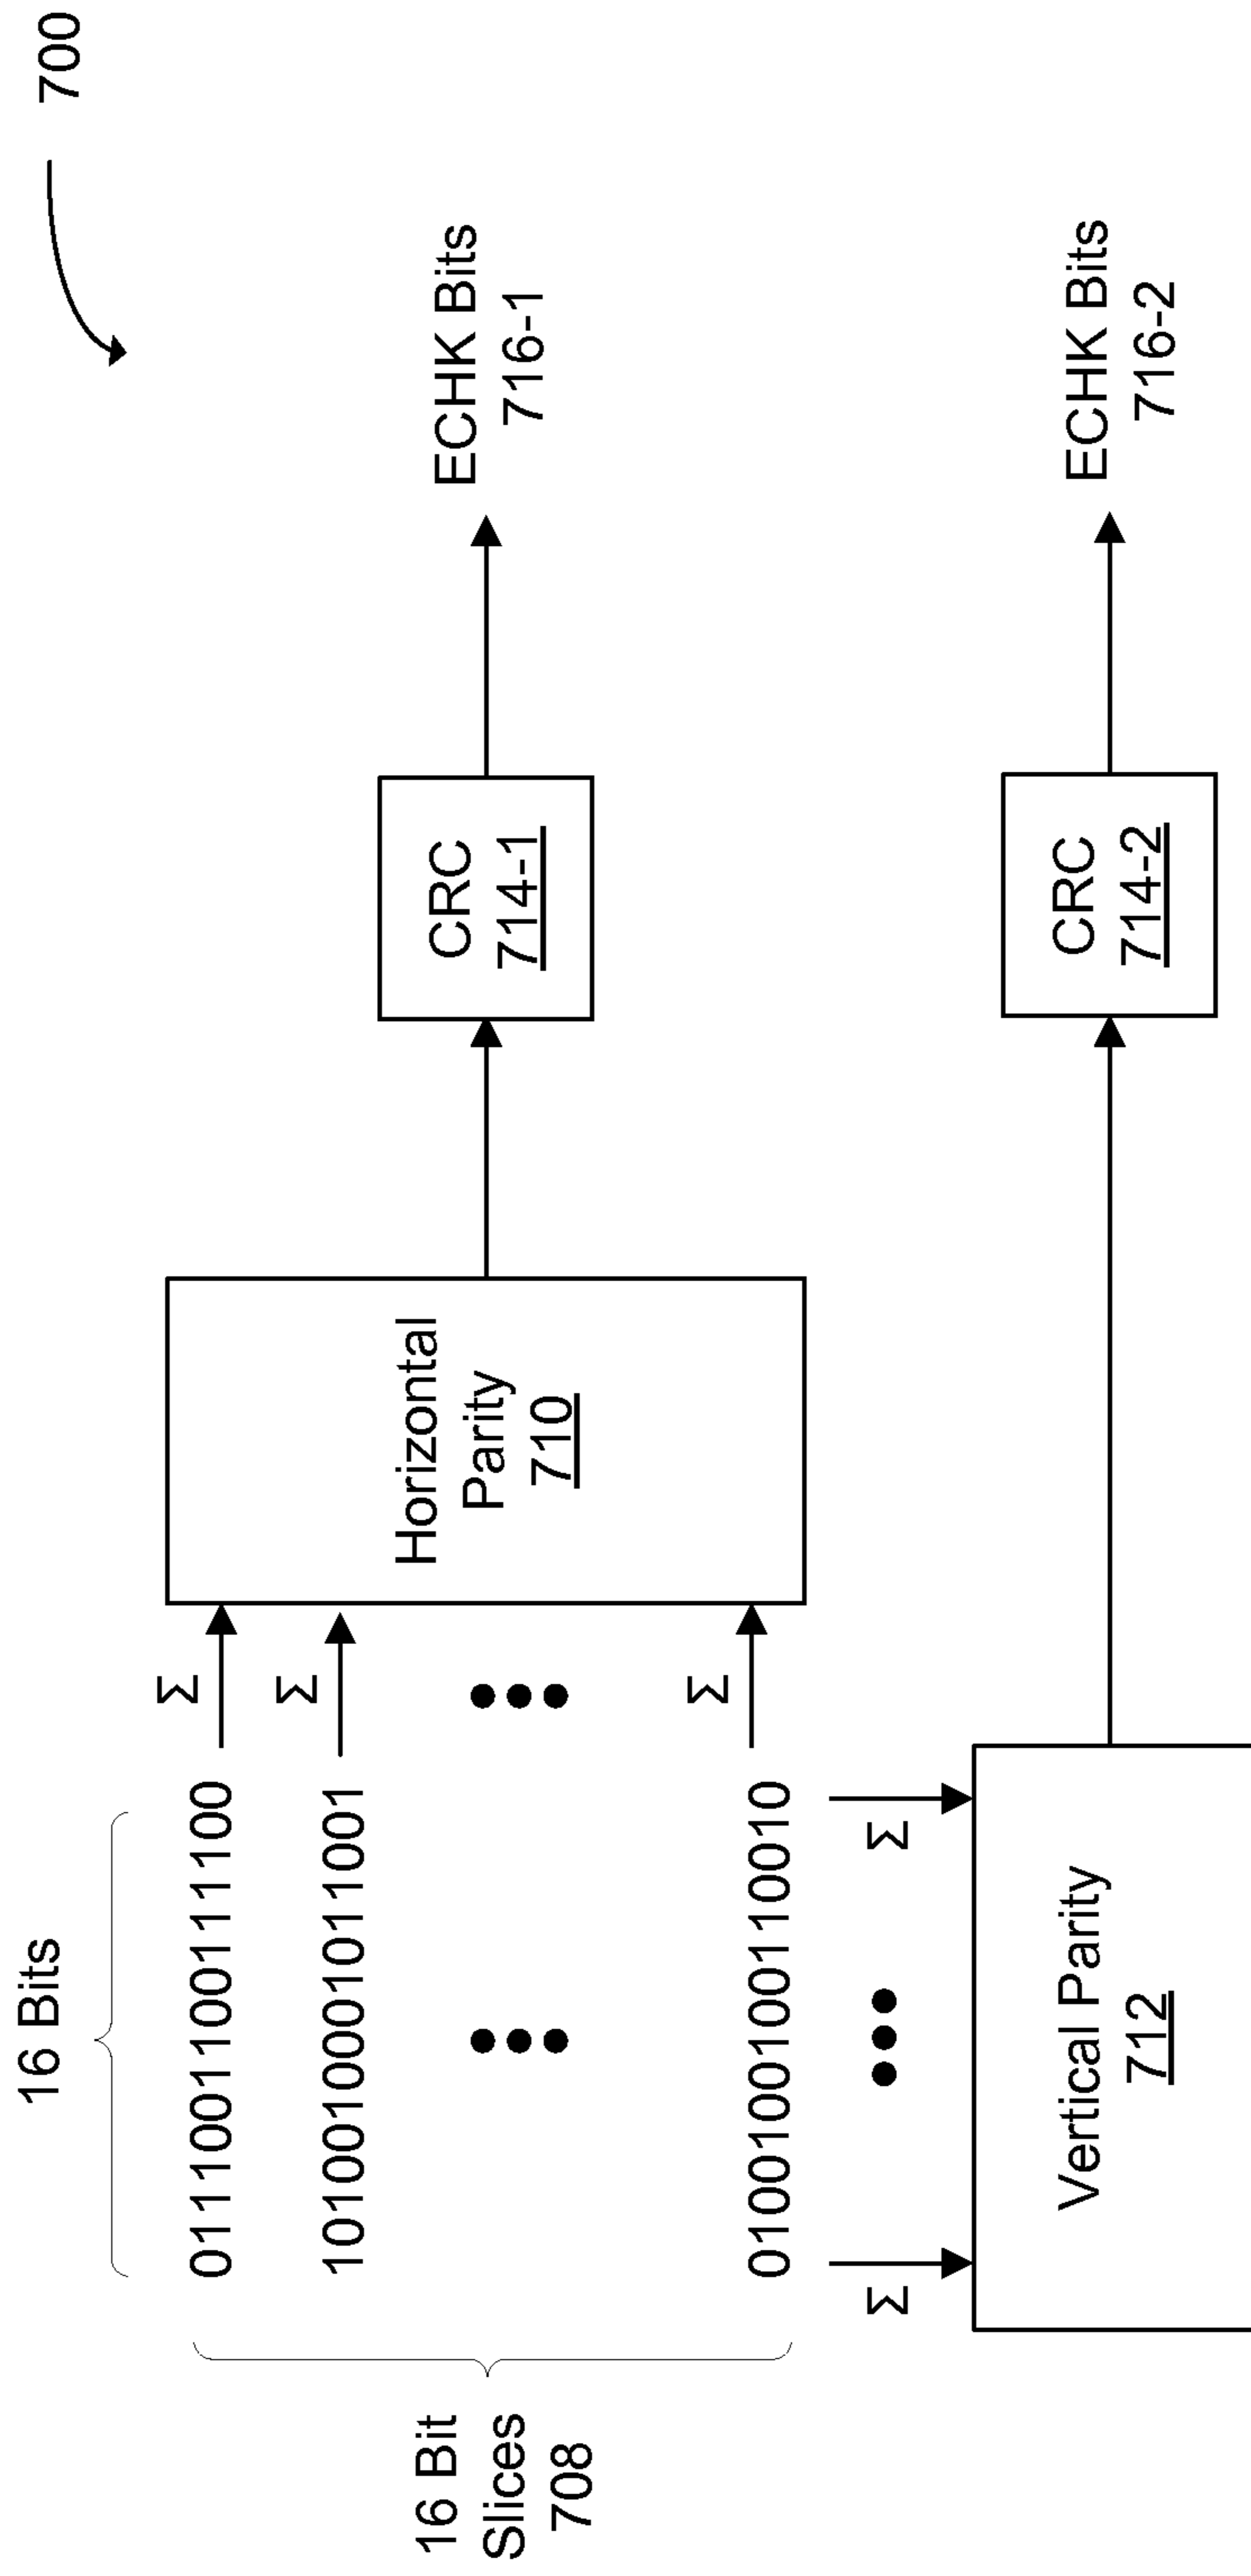 700
16 Bits
16 Bit
Slices
708
0111001100111100
Σ
1010010001011001
Σ
0100100100110010
Σ
Horizontal
Parity
710
CRC
714-1
ECHK Bits
716-1
Σ
Σ
Vertical Parity
712
CRC
714-2
ECHK Bits
716-2